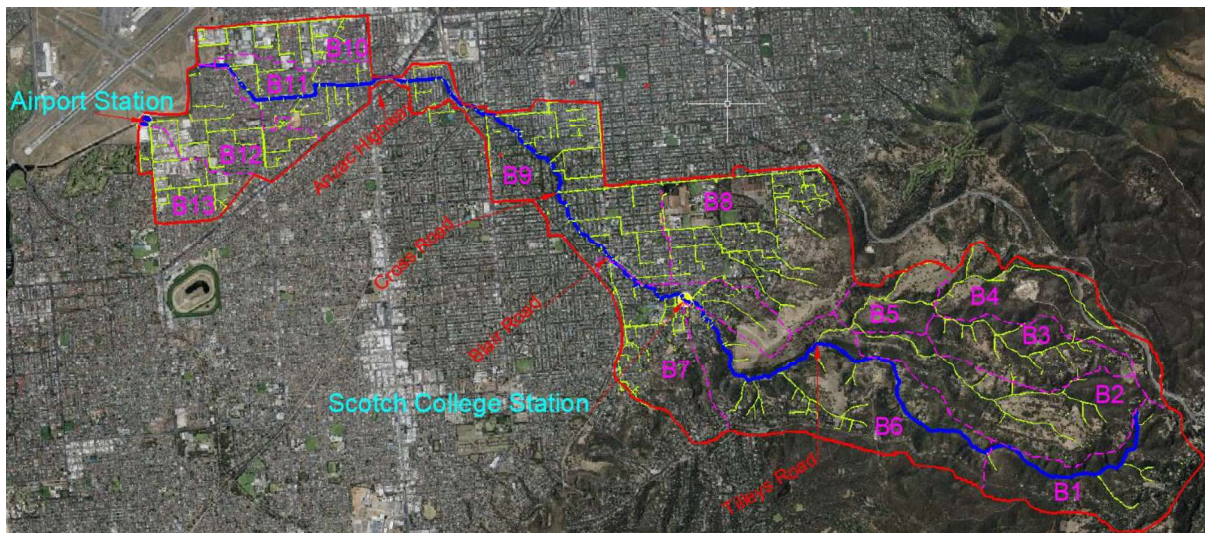 B10
B11
Airport Station
B12
Anzac Highway
B13
B9
B8
Cross Road
B4
B5
B3
Blair Road
B7
B2
Scotch College Station
B6
Tilleys Road
B1